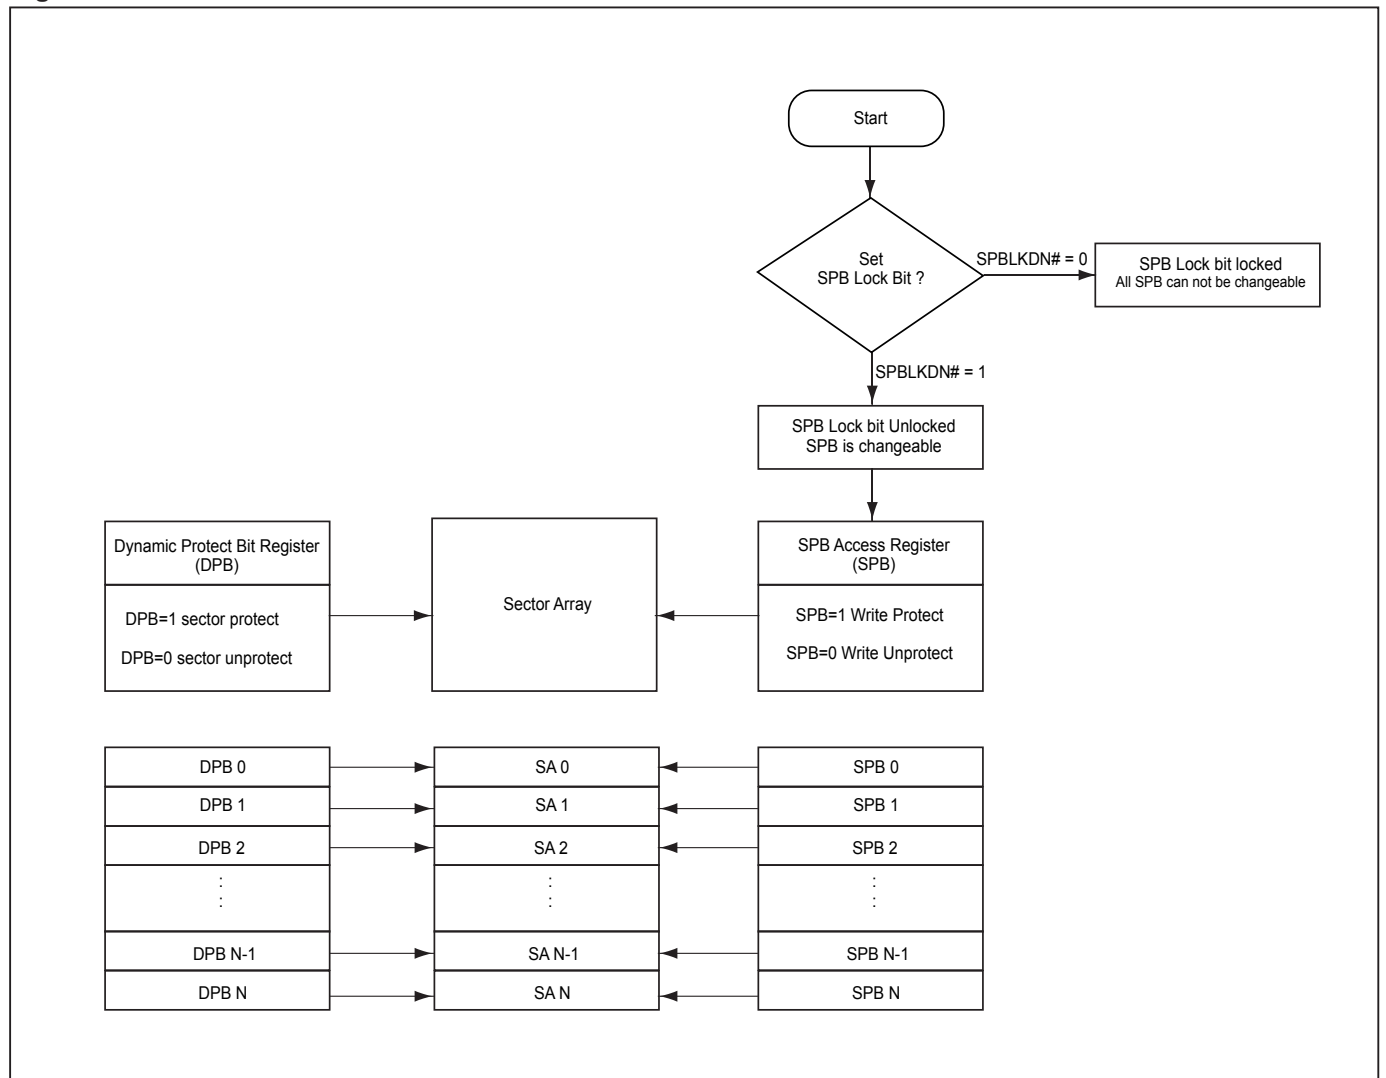 Start
Set
SPB Lock Bit ?
SPBLKDN# = 0
SPB Lock bit locked
All SPB can not be changeable
SPBLKDN# = 1
SPB Lock bit Unlocked
SPB is changeable
Dynamic Protect Bit Register
(DPB)
DPB=1 sector protect
DPB=0 sector unprotect
Sector Array
SPB Access Register
(SPB)
SPB=1 Write Protect
SPB=0 Write Unprotect
DPB 0
SA 0
SPB 0
DPB 1
SA 1
SPB 1
DPB 2
SA 2
SPB 2
DPB N-1
SA N-1
SPB N-1
DPB N
SA N
SPB N